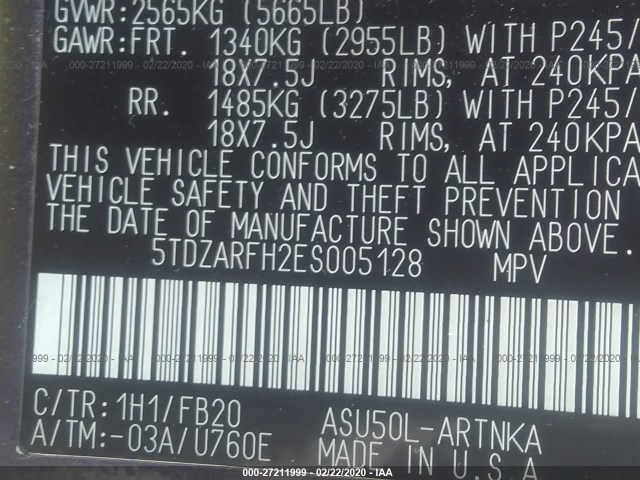 GVWR:2565KG (5665LB)
GAWR:FRT. 1340KG (2955LB) WITH P245/
18X7.5J RIMS, AT 240KPA
RR. 1485KG (3275LB) WITH P245/
18X7.5J RIMS, AT 240KPA
THIS VEHICLE CONFORMS TO ALL APPLICA
VEHICLE SAFETY AND THEFT PREVENTION
THE DATE OF MANUFACTURE SHOWN ABOVE.
5TDZARFH2ES005128 MPV
C/TR:1H1/FB20 ASU50L-ARTNKA
A/TM:-03A/U760E MADE IN U.S.A
000-27211999 - 02/22/2020 - IAA